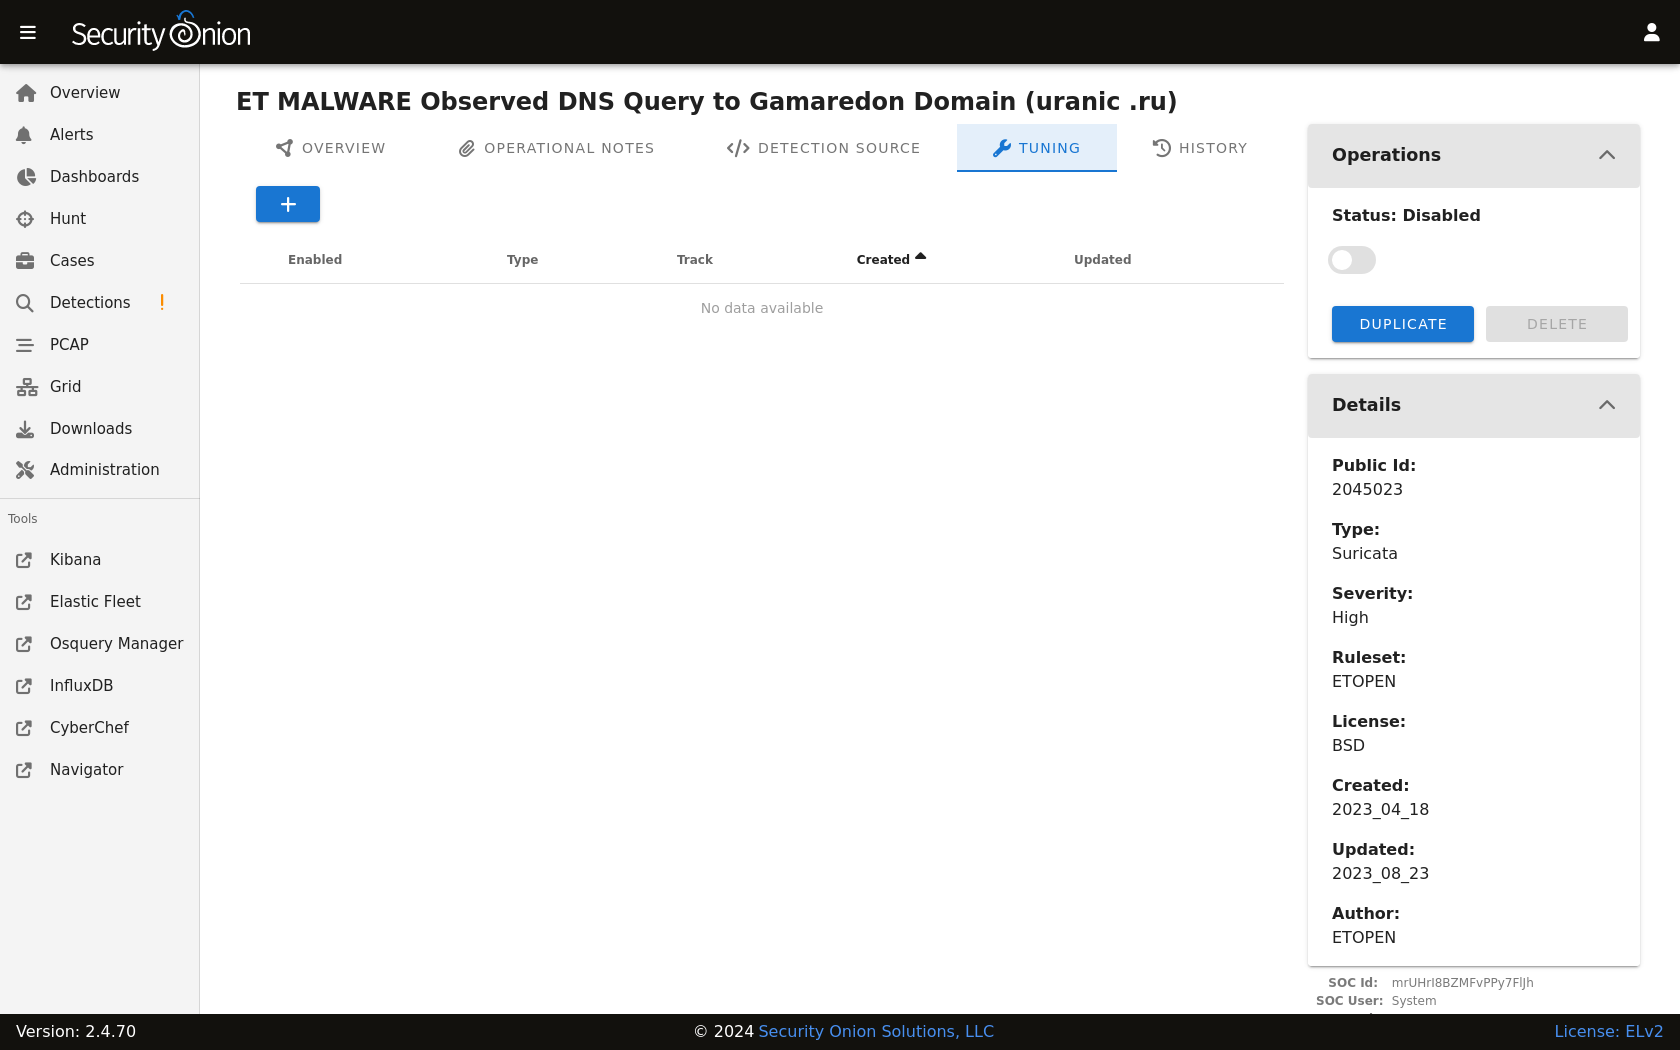 Security Onion
Overview
Alerts
Dashboards
Hunt
Cases
Detections !
PCAP
Grid
Downloads
Administration
Tools
Kibana
Elastic Fleet
Osquery Manager
InfluxDB
CyberChef
Navigator
ET MALWARE Observed DNS Query to Gamaredon Domain (uranic .ru)
OVERVIEW OPERATIONAL NOTES DETECTION SOURCE TUNING HISTORY
+
Enabled Type Track Created Updated
No data available
Operations
Status: Disabled
DUPLICATE DELETE
Details
Public Id:
2045023
Type:
Suricata
Severity:
High
Ruleset:
ETOPEN
License:
BSD
Created:
2023_04_18
Updated:
2023_08_23
Author:
ETOPEN
SOC Id: mrUHrI8BZMFvPPy7FlJh
SOC User: System
Version: 2.4.70 © 2024 Security Onion Solutions, LLC License: ELv2